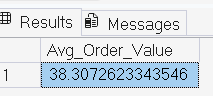 Results Messages
Avg_Order_Value
1 38.3072623343546